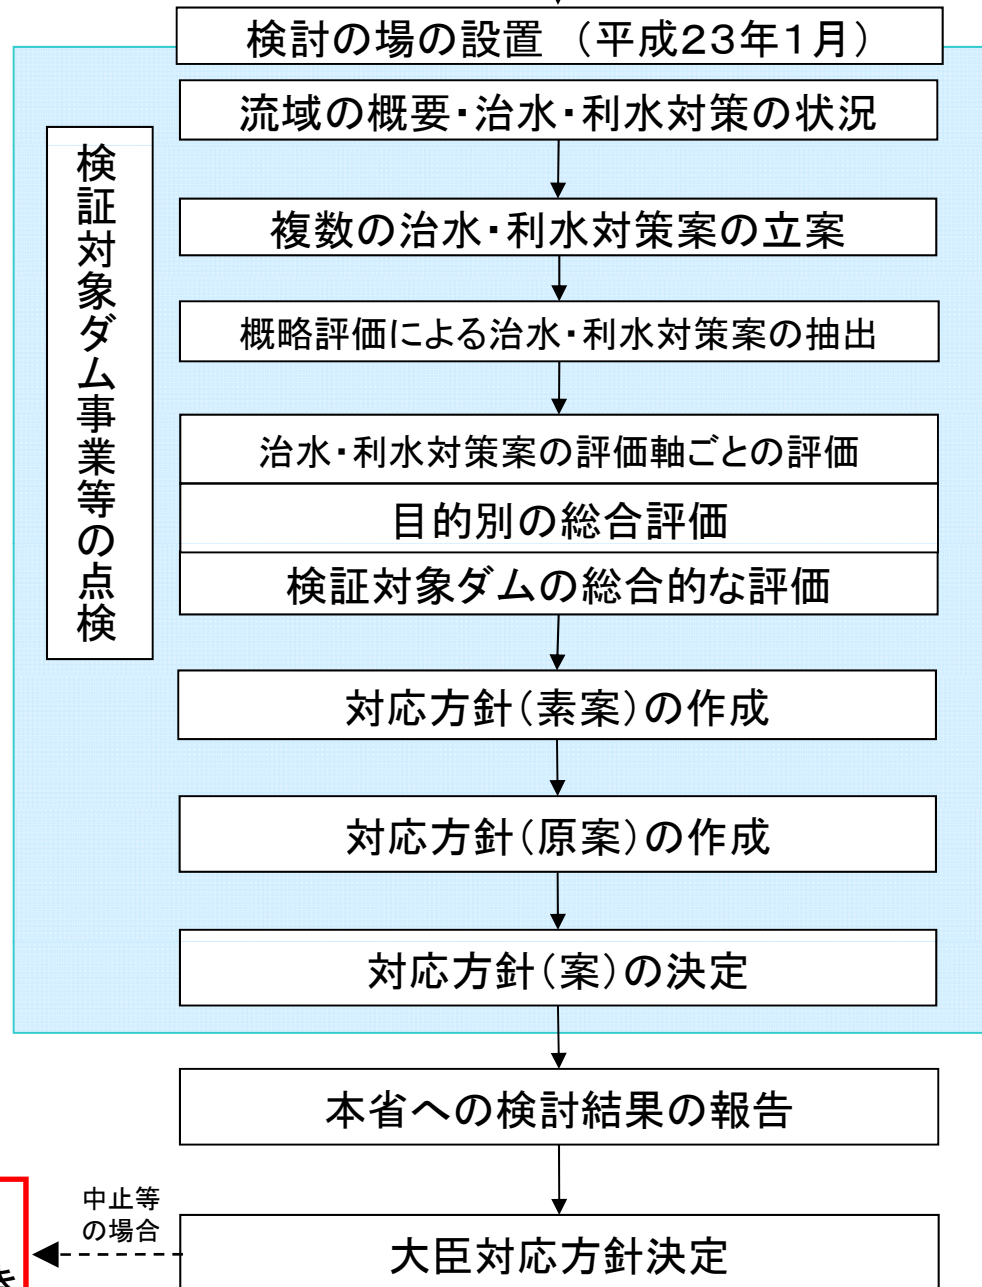 検討の場の設置 （平成２３年１月）
流域の概要・治水・利水対策の状況
検証対象ダム事業等の点検
複数の治水・利水対策案の立案
概略評価による治水・利水対策案の抽出
治水・利水対策案の評価軸ごとの評価
目的別の総合評価
検証対象ダムの総合的な評価
対応方針（素案）の作成
対応方針（原案）の作成
対応方針（案）の決定
本省への検討結果の報告
中止等
の場合
大臣対応方針決定